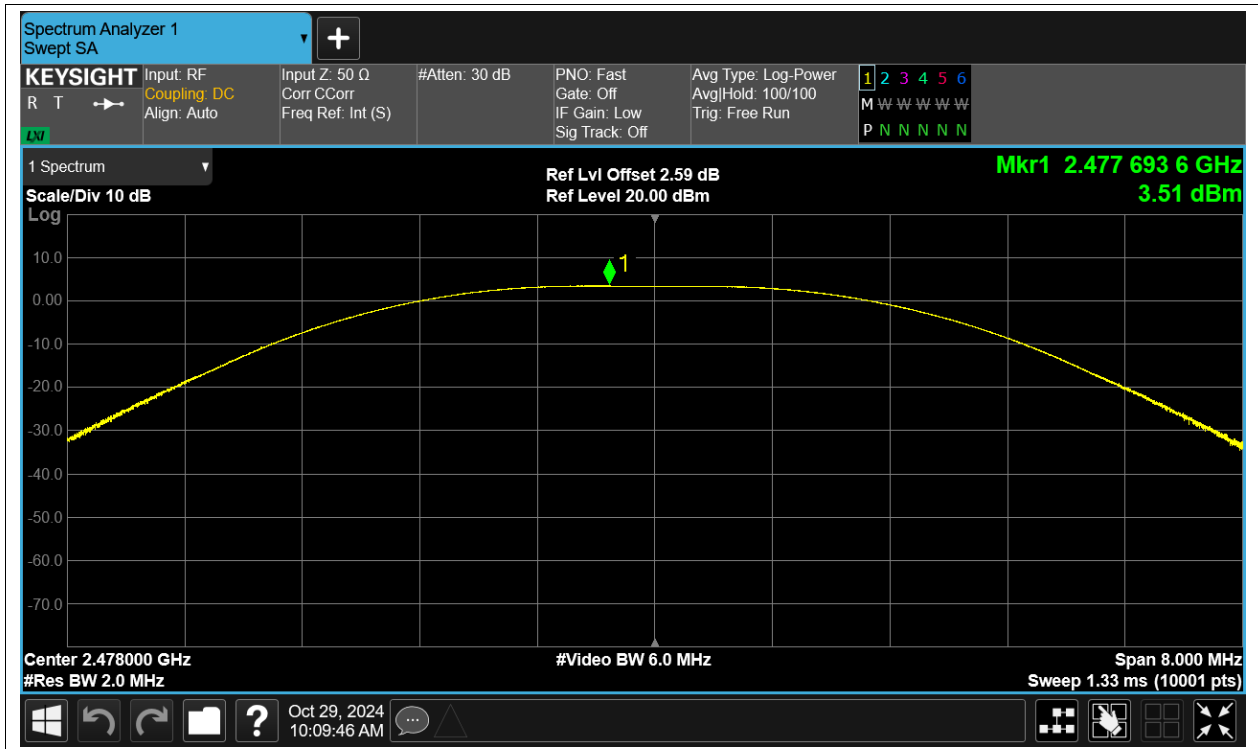 Spectrum Analyzer 1
Swept SA
KEYSIGHT
R T
LXI
Input: RF
Coupling: DC
Align: Auto
Input Z: 50 Ω
Corr CCorr
Freq Ref: Int (S)
#Atten: 30 dB
PNO: Fast
Gate: Off
IF Gain: Low
Sig Track: Off
Avg Type: Log-Power
Avg|Hold: 100/100
Trig: Free Run
1 2 3 4 5 6
M W W W W W
P N N N N N
1 Spectrum
Scale/Div 10 dB
Ref Lvl Offset 2.59 dB
Ref Level 20.00 dBm
Mkr1 2.477 693 6 GHz
3.51 dBm
Log
10.0
0.00
-10.0
-20.0
-30.0
-40.0
-50.0
-60.0
-70.0
1
Center 2.478000 GHz
#Res BW 2.0 MHz
#Video BW 6.0 MHz
Span 8.000 MHz
Sweep 1.33 ms (10001 pts)
?
Oct 29, 2024
10:09:46 AM